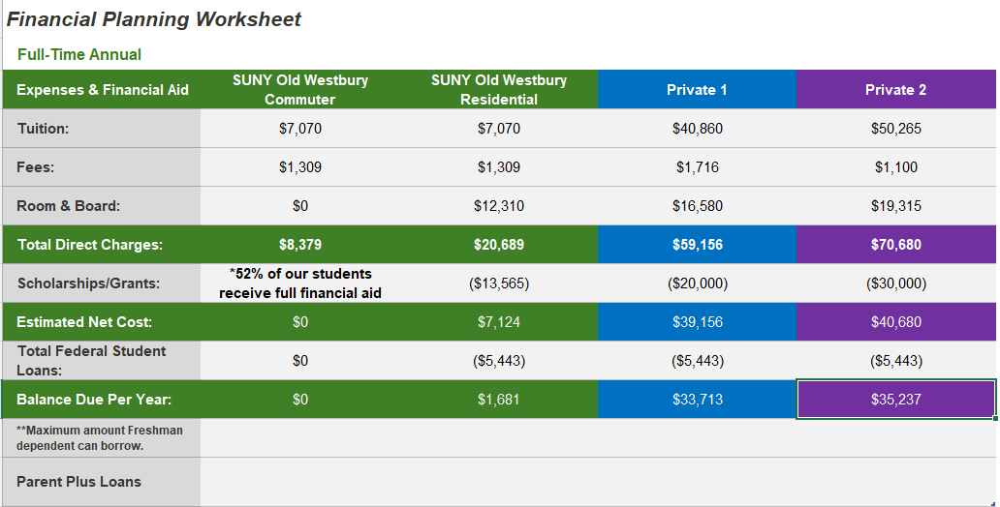 Financial Planning Worksheet
Full-Time Annual
Expenses & Financial Aid SUNY Old Westbury Commuter SUNY Old Westbury Residential Private 1 Private 2
Tuition: $7,070 $7,070 $40,860 $50,265
Fees: $1,309 $1,309 $1,716 $1,100
Room & Board: $0 $12,310 $16,580 $19,315
Total Direct Charges: $8,379 $20,689 $59,156 $70,680
Scholarships/Grants: *52% of our students receive full financial aid ($13,565) ($20,000) ($30,000)
Estimated Net Cost: $0 $7,124 $39,156 $40,680
Total Federal Student Loans: $0 ($5,443) ($5,443) ($5,443)
Balance Due Per Year: $0 $1,681 $33,713 $35,237
**Maximum amount Freshman
dependent can borrow.
Parent Plus Loans